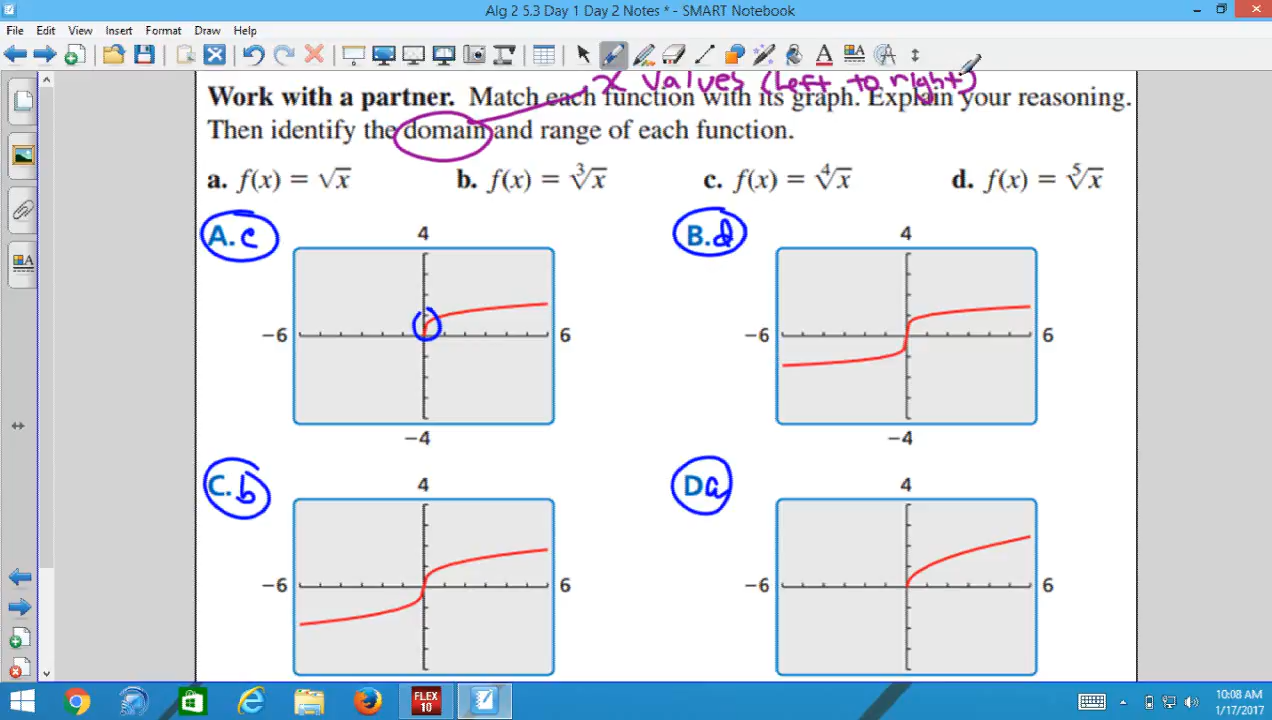 Alg 2 5.3 Day 1 Day 2 Notes * - SMART Notebook
File Edit View Insert Format Draw Help
x values (left to right)
Work with a partner. Match each function with its graph. Explain your reasoning.
Then identify the domain and range of each function.
a. f(x) = √x b. f(x) = ∛x c. f(x) = ∜x d. f(x) = ⁵√x
A. c 4 B. d 4
-6 6 -6 6
-4 -4
C. b 4 D a 4
-6 6 -6 6
FLEX 10
10:08 AM
1/17/2017